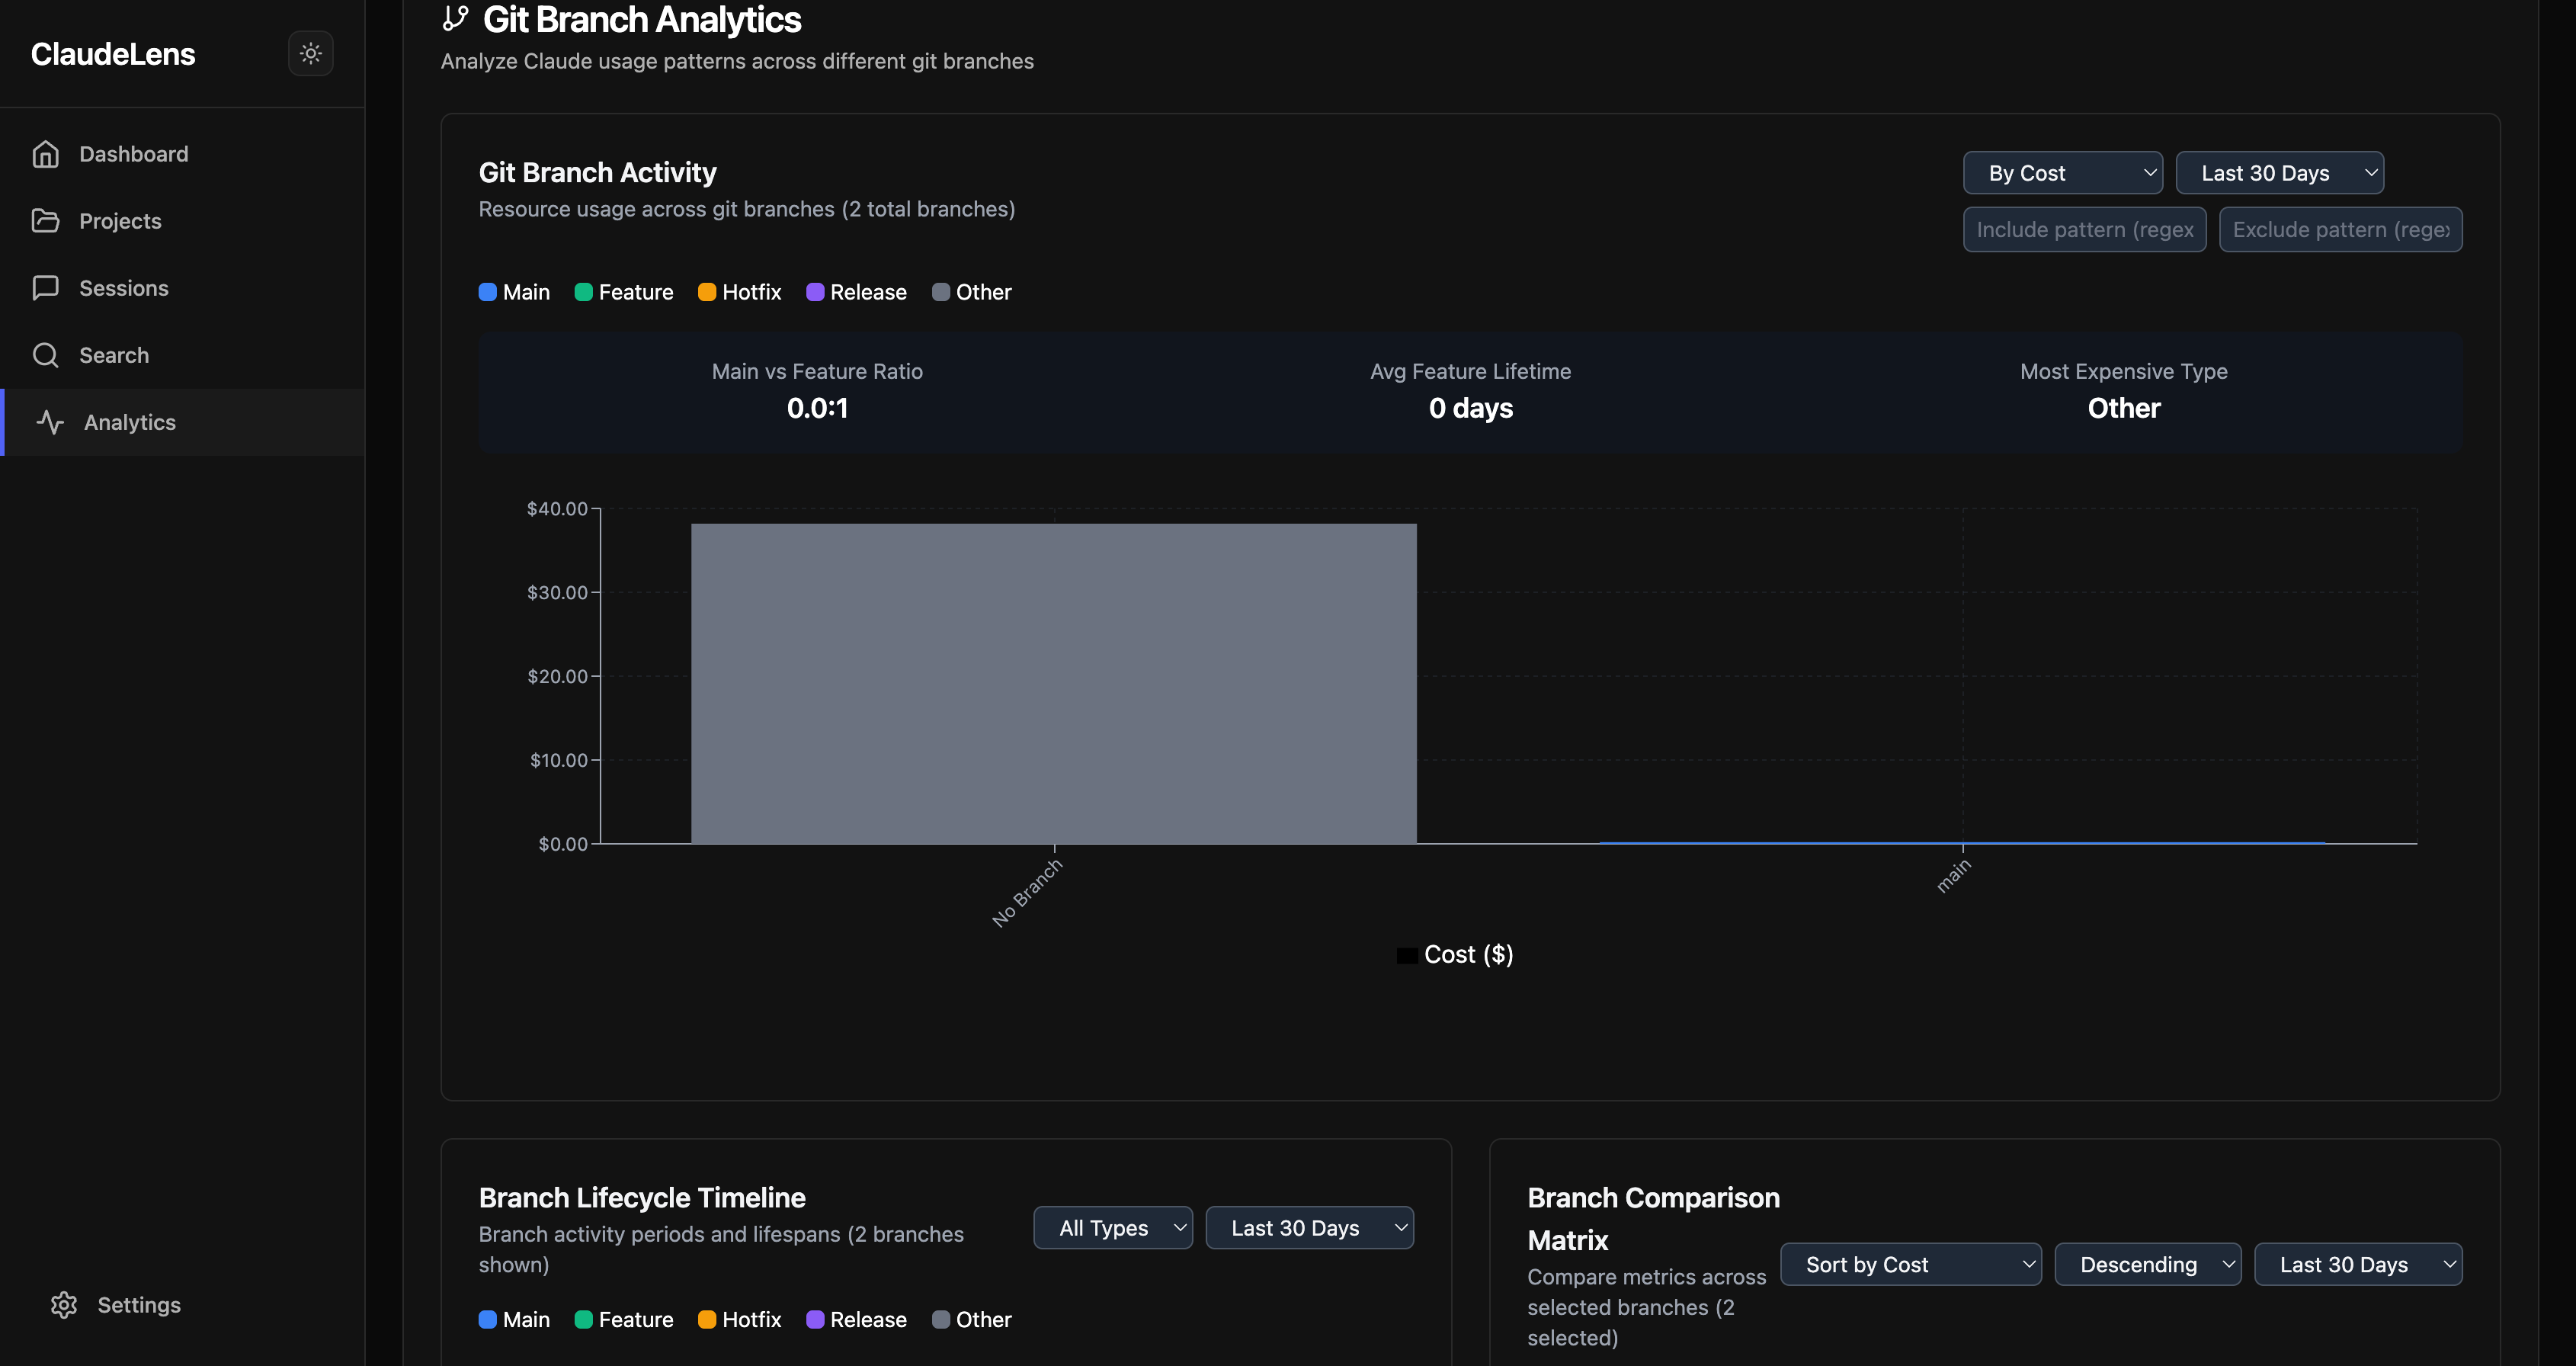 ClaudeLens
Dashboard
Projects
Sessions
Search
Analytics
Settings
Git Branch Analytics
Analyze Claude usage patterns across different git branches
Git Branch Activity
Resource usage across git branches (2 total branches)
By Cost
Last 30 Days
Include pattern (regex
Exclude pattern (regex
Main
Feature
Hotfix
Release
Other
Main vs Feature Ratio
0.0:1
Avg Feature Lifetime
0 days
Most Expensive Type
Other
$40.00
$30.00
$20.00
$10.00
$0.00
No Branch
main
Cost ($)
Branch Lifecycle Timeline
Branch activity periods and lifespans (2 branches
shown)
All Types
Last 30 Days
Main
Feature
Hotfix
Release
Other
Branch Comparison
Matrix
Compare metrics across
selected branches (2
selected)
Sort by Cost
Descending
Last 30 Days